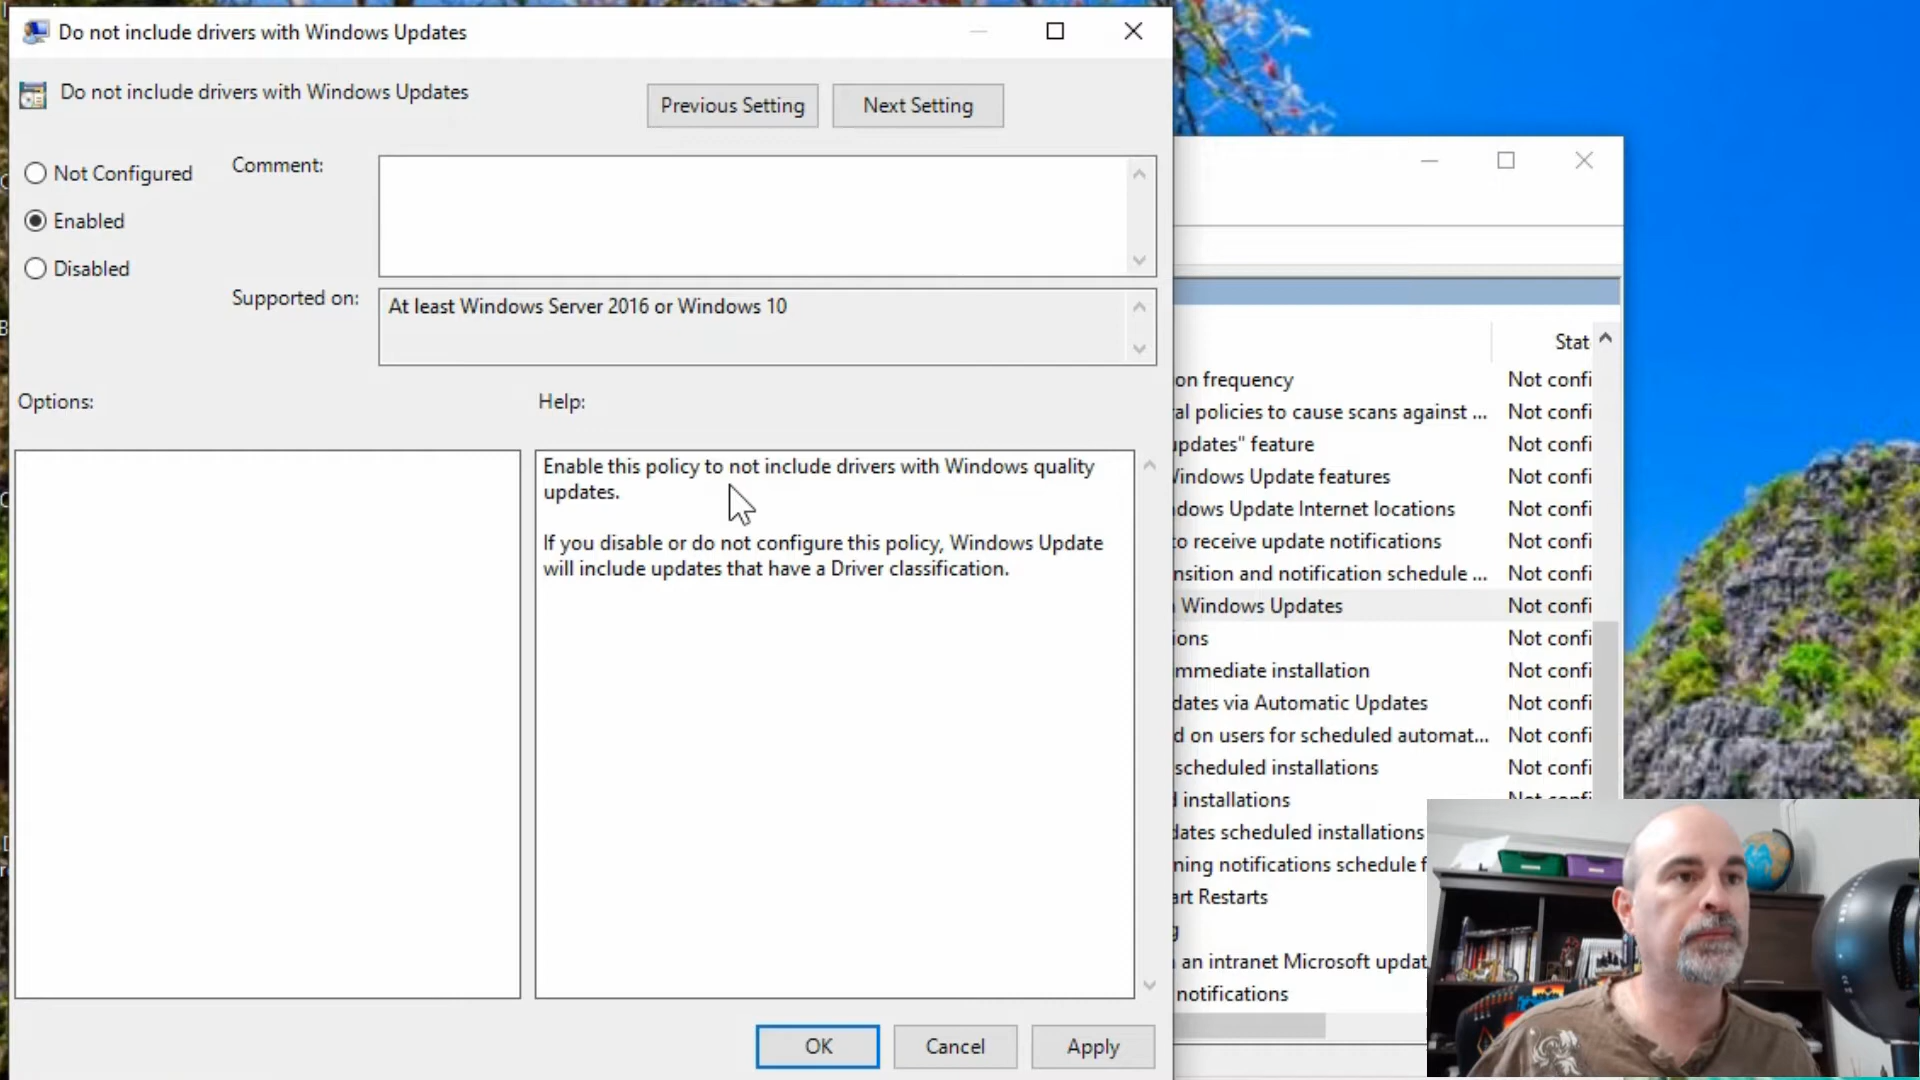 Do not include drivers with Windows Updates
Do not include drivers with Windows Updates
Previous Setting
Next Setting
Not Configured
Enabled
Disabled
Comment:
Supported on:
At least Windows Server 2016 or Windows 10
Options:
Help:
Enable this policy to not include drivers with Windows quality
updates.
If you disable or do not configure this policy, Windows Update
will include updates that have a Driver classification.
OK
Cancel
Apply
Stat
on frequency Not confi
al policies to cause scans against ... Not confi
updates" feature Not confi
Windows Update features Not confi
dows Update Internet locations Not confi
to receive update notifications Not confi
nsition and notification schedule ... Not confi
Windows Updates Not confi
ions Not confi
mmediate installation Not confi
dates via Automatic Updates Not confi
d on users for scheduled automat... Not confi
scheduled installations Not confi
d installations Not confi
dates scheduled installations
ning notifications schedule f
art Restarts
g
an intranet Microsoft updat
notifications